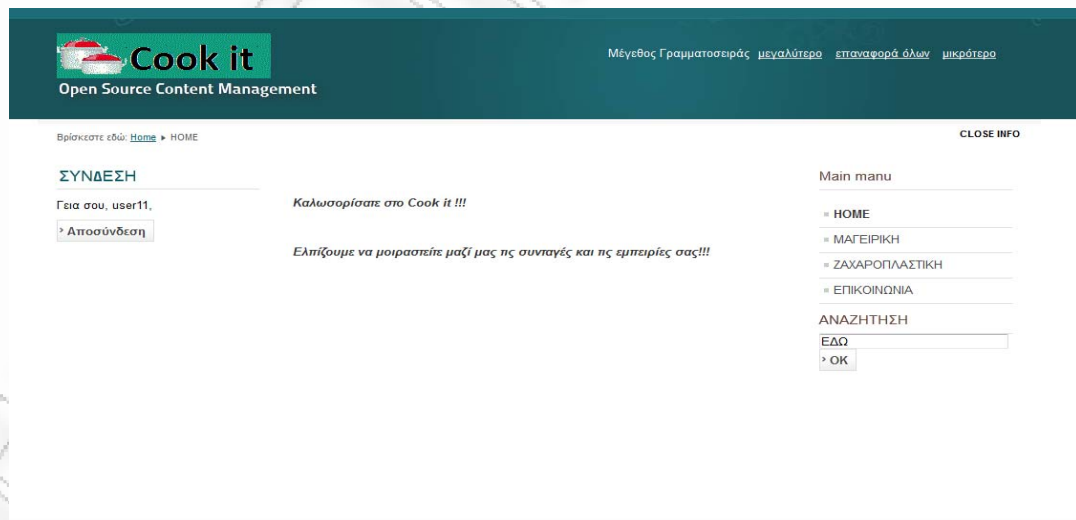 Cook it
Open Source Content Management
Μέγεθος Γραμματοσειράς μεγαλύτερο επαναφορά όλων μικρότερο
Βρίσκεστε εδώ: Home ▸ HOME
CLOSE INFO
ΣΥΝΔΕΣΗ
Γεια σου, user11,
Αποσύνδεση
Καλωσορίσατε στο Cook it !!!
Ελπίζουμε να μοιραστείτε μαζί μας τις συνταγές και τις εμπειρίες σας!!!
Main manu
HOME
ΜΑΓΕΙΡΙΚΗ
ΖΑΧΑΡΟΠΛΑΣΤΙΚΗ
ΕΠΙΚΟΙΝΩΝΙΑ
ΑΝΑΖΗΤΗΣΗ
ΕΔΩ
OK